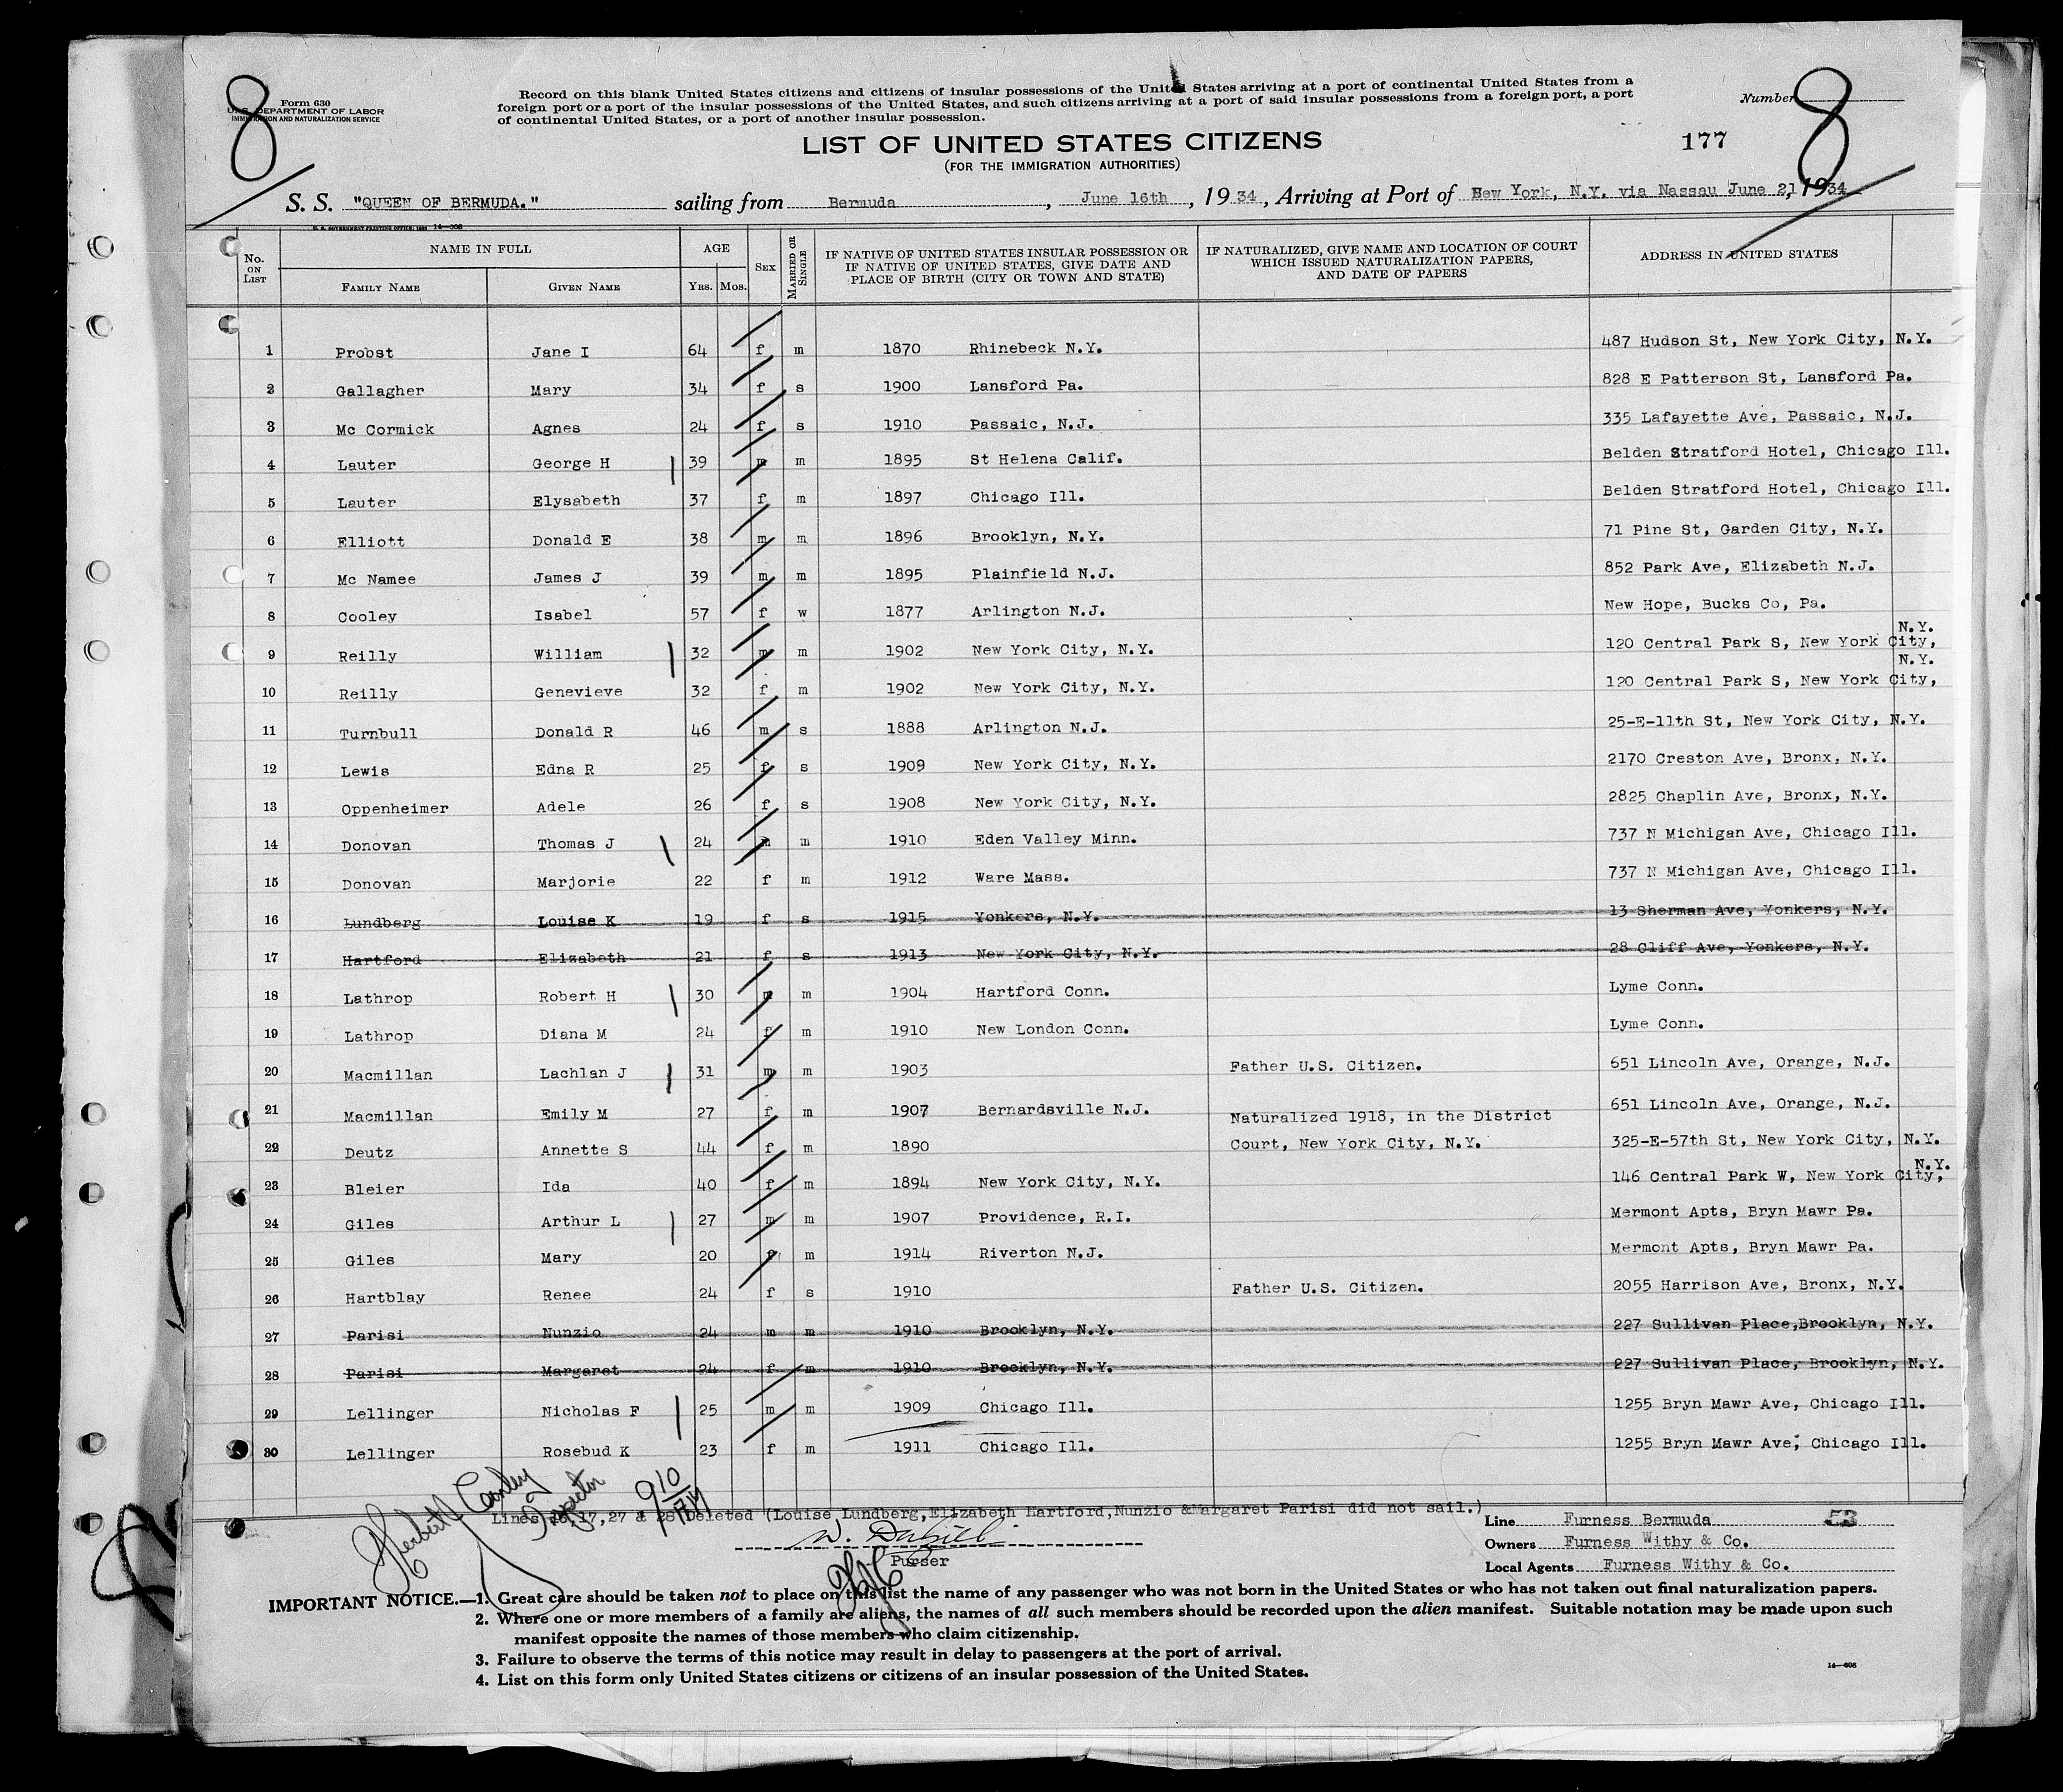 8
8
Form 630
U.S. DEPARTMENT OF LABOR
IMMIGRATION AND NATURALIZATION SERVICE
Record on this blank United States citizens and citizens of insular possessions of the United States arriving at a port of continental United States from a
foreign port or a port of the insular possessions of the United States, and such citizens arriving at a port of said insular possessions from a foreign port, a port
of continental United States, or a port of another insular possession.
Number
LIST OF UNITED STATES CITIZENS
(FOR THE IMMIGRATION AUTHORITIES)
177
S. S. "QUEEN OF BERMUDA." sailing from Bermuda, June 16th, 1934, Arriving at Port of New York, N.Y. via Nassau June 21, 1934
No. ON LIST NAME IN FULL FAMILY NAME GIVEN NAME AGE YRS. MOS. SEX MARRIED OR SINGLE IF NATIVE OF UNITED STATES INSULAR POSSESSION OR IF NATIVE OF UNITED STATES, GIVE DATE AND PLACE OF BIRTH (CITY OR TOWN AND STATE) IF NATURALIZED, GIVE NAME AND LOCATION OF COURT WHICH ISSUED NATURALIZATION PAPERS, AND DATE OF PAPERS ADDRESS IN UNITED STATES
1 Probst Jane I 64 f m 1870 Rhinebeck N.Y. 487 Hudson St, New York City, N.Y.
2 Gallagher Mary 34 f s 1900 Lansford Pa. 828 E Patterson St, Lansford Pa.
3 Mc Cormick Agnes 24 f s 1910 Passaic, N.J. 335 Lafayette Ave, Passaic, N.J.
4 Lauter George H 39 m m 1895 St Helena Calif. Belden Stratford Hotel, Chicago Ill.
5 Lauter Elysabeth 37 f m 1897 Chicago Ill. Belden Stratford Hotel, Chicago Ill.
6 Elliott Donald E 38 m m 1896 Brooklyn, N.Y. 71 Pine St, Garden City, N.Y.
7 Mc Namee James J 39 m m 1895 Plainfield N.J. 852 Park Ave, Elizabeth N.J.
8 Cooley Isabel 57 f w 1877 Arlington N.J. New Hope, Bucks Co, Pa.
9 Reilly William 32 m m 1902 New York City, N.Y. 120 Central Park S, New York City, N.Y.
10 Reilly Genevieve 32 f m 1902 New York City, N.Y. 120 Central Park S, New York City, N.Y.
11 Turnbull Donald R 46 m s 1888 Arlington N.J. 25-E-11th St, New York City, N.Y.
12 Lewis Edna R 25 f s 1909 New York City, N.Y. 2170 Creston Ave, Bronx, N.Y.
13 Oppenheimer Adele 26 f s 1908 New York City, N.Y. 2825 Chaplin Ave, Bronx, N.Y.
14 Donovan Thomas J 24 m m 1910 Eden Valley Minn. 737 N Michigan Ave, Chicago Ill.
15 Donovan Marjorie 22 f m 1912 Ware Mass. 737 N Michigan Ave, Chicago Ill.
16 Lundberg Louise K 19 f s 1915 Yonkers, N.Y. 13 Sherman Ave, Yonkers, N.Y.
17 Hartford Elizabeth 21 f s 1913 New York City, N.Y. 28 Cliff Ave, Yonkers, N.Y.
18 Lathrop Robert H 30 m m 1904 Hartford Conn. Lyme Conn.
19 Lathrop Diana M 24 f m 1910 New London Conn. Lyme Conn.
20 Macmillan Lachlan J 31 m m 1903 Father U.S. Citizen. 651 Lincoln Ave, Orange, N.J.
21 Macmillan Emily M 27 f m 1907 Bernardsville N.J. 651 Lincoln Ave, Orange, N.J.
22 Deutz Annette S 44 f m 1890 Naturalized 1918, in the District Court, New York City, N.Y. 325-E-57th St, New York City, N.Y.
23 Bleier Ida 40 f m 1894 New York City, N.Y. 146 Central Park W, New York City, N.Y.
24 Giles Arthur L 27 m m 1907 Providence, R.I. Mermont Apts, Bryn Mawr Pa.
25 Giles Mary 20 f m 1914 Riverton N.J. Mermont Apts, Bryn Mawr Pa.
26 Hartblay Renee 24 f s 1910 Father U.S. Citizen. 2055 Harrison Ave, Bronx, N.Y.
27 Parisi Nunzio 24 m m 1910 Brooklyn, N.Y. 227 Sullivan Place, Brooklyn, N.Y.
28 Parisi Margaret 24 f m 1910 Brooklyn, N.Y. 227 Sullivan Place, Brooklyn, N.Y.
29 Lellinger Nicholas F 25 m m 1909 Chicago Ill. 1255 Bryn Mawr Ave, Chicago Ill.
30 Lellinger Rosebud K 23 f m 1911 Chicago Ill. 1255 Bryn Mawr Ave, Chicago Ill.
Inspector
Lines 16,17,27 & 28 Deleted (Louise Lundberg,Elizabeth Hartford,Nunzio &Margaret Parisi did not sail.)
Purser
Line Furness Bermuda 53
Owners Furness Withy & Co.
Local Agents Furness Withy & Co.
IMPORTANT NOTICE.—1. Great care should be taken not to place on this list the name of any passenger who was not born in the United States or who has not taken out final naturalization papers.
2. Where one or more members of a family are aliens, the names of all such members should be recorded upon the alien manifest. Suitable notation may be made upon such
manifest opposite the names of those members who claim citizenship.
3. Failure to observe the terms of this notice may result in delay to passengers at the port of arrival.
4. List on this form only United States citizens or citizens of an insular possession of the United States.